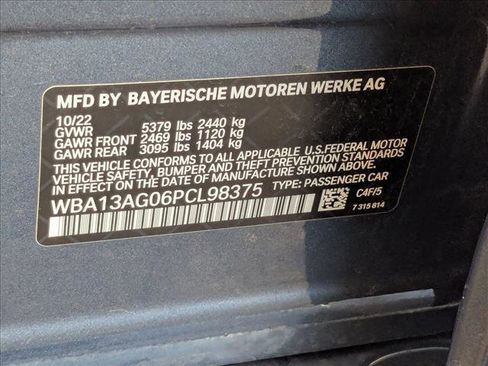 MFD BY BAYERISCHE MOTOREN WERKE AG
10/22
GVWR 5379 lbs 2440 kg
GAWR FRONT 2469 lbs 1120 kg
GAWR REAR 3095 lbs 1404 kg
THIS VEHICLE CONFORMS TO ALL APPLICABLE U.S.FEDERAL MOTOR
VEHICLE SAFETY, BUMPER, AND THEFT PREVENTION STANDARDS
IN EFFECT ON THE DATE OF MANUFACTURE SHOWN ABOVE.
WBA13AG06PCL98375 TYPE: PASSENGER CAR
C4F/5
7 315 814